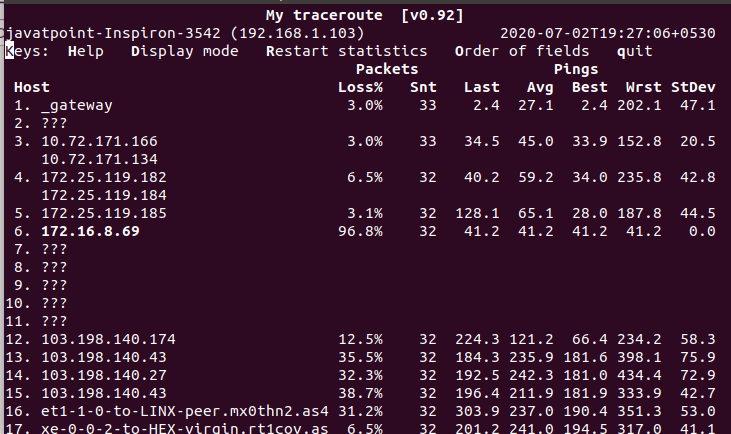 My traceroute  [v0.92]
javatpoint-Inspiron-3542 (192.168.1.103) 2020-07-02T19:27:06+0530
Keys:  Help   Display mode   Restart statistics   Order of fields   quit
Packets Pings
Host Loss% Snt Last Avg Best Wrst StDev
1. _gateway 3.0% 33 2.4 27.1 2.4 202.1 47.1
2. ???
3. 10.72.171.166 3.0% 33 34.5 45.0 33.9 152.8 20.5
10.72.171.134
4. 172.25.119.182 6.5% 32 40.2 59.2 34.0 235.8 42.8
172.25.119.184
5. 172.25.119.185 3.1% 32 128.1 65.1 28.0 187.8 44.5
6. 172.16.8.69 96.8% 32 41.2 41.2 41.2 41.2 0.0
7. ???
8. ???
9. ???
10. ???
11. ???
12. 103.198.140.174 12.5% 32 224.3 121.2 66.4 234.2 58.3
13. 103.198.140.43 35.5% 32 184.3 235.9 181.6 398.1 75.9
14. 103.198.140.27 32.3% 32 192.5 242.3 181.0 434.4 72.9
15. 103.198.140.43 38.7% 32 196.4 211.9 181.9 333.9 42.7
16. et1-1-0-to-LINX-peer.mx0thn2.as4 31.2% 32 303.9 237.0 190.4 351.3 53.0
17. xe-0-0-2-to-HEX-virgin.rt1cov.as 6.5% 32 201.2 241.0 194.5 317.0 41.1